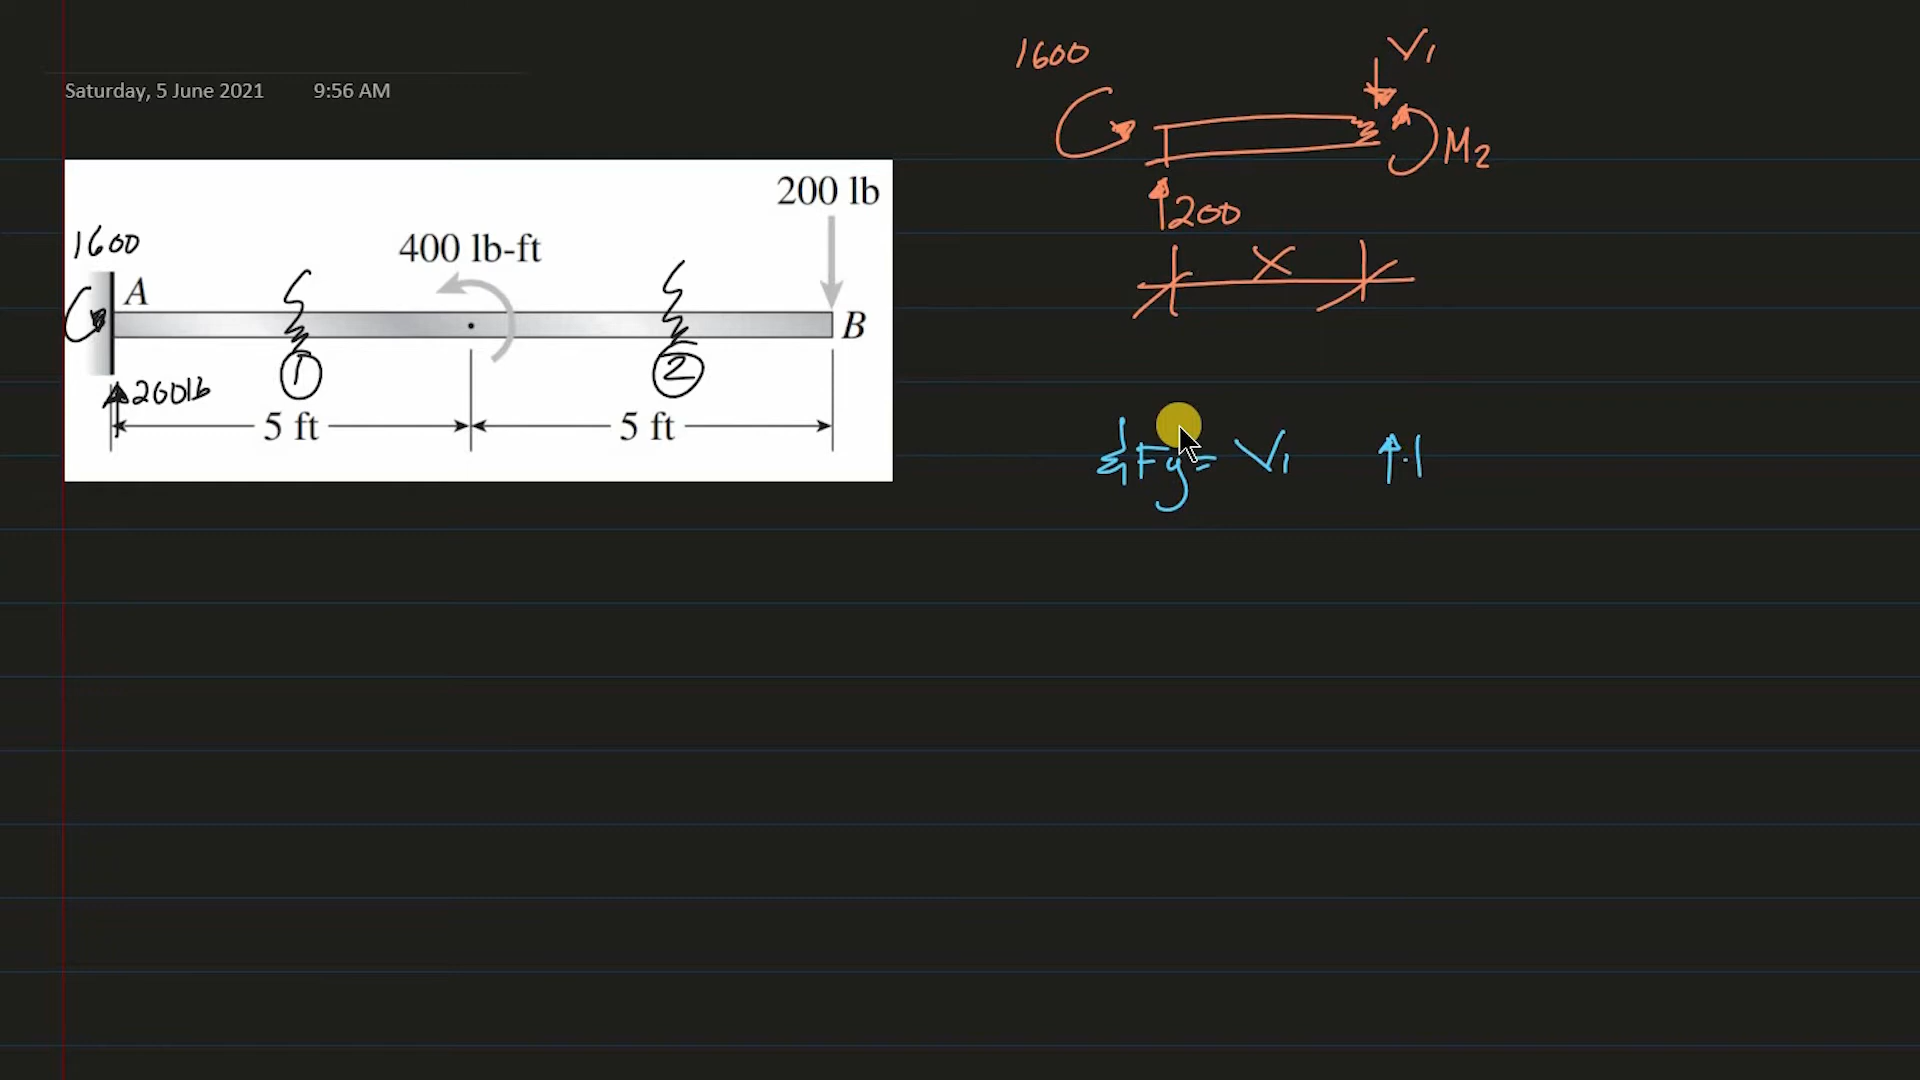 Saturday, 5 June 2021 9:56 AM
200 lb
400 lb-ft
1600
A
B
1
2
200lb
5 ft
5 ft
1600
V1
M2
200
X
ΣFy= V1 ↑